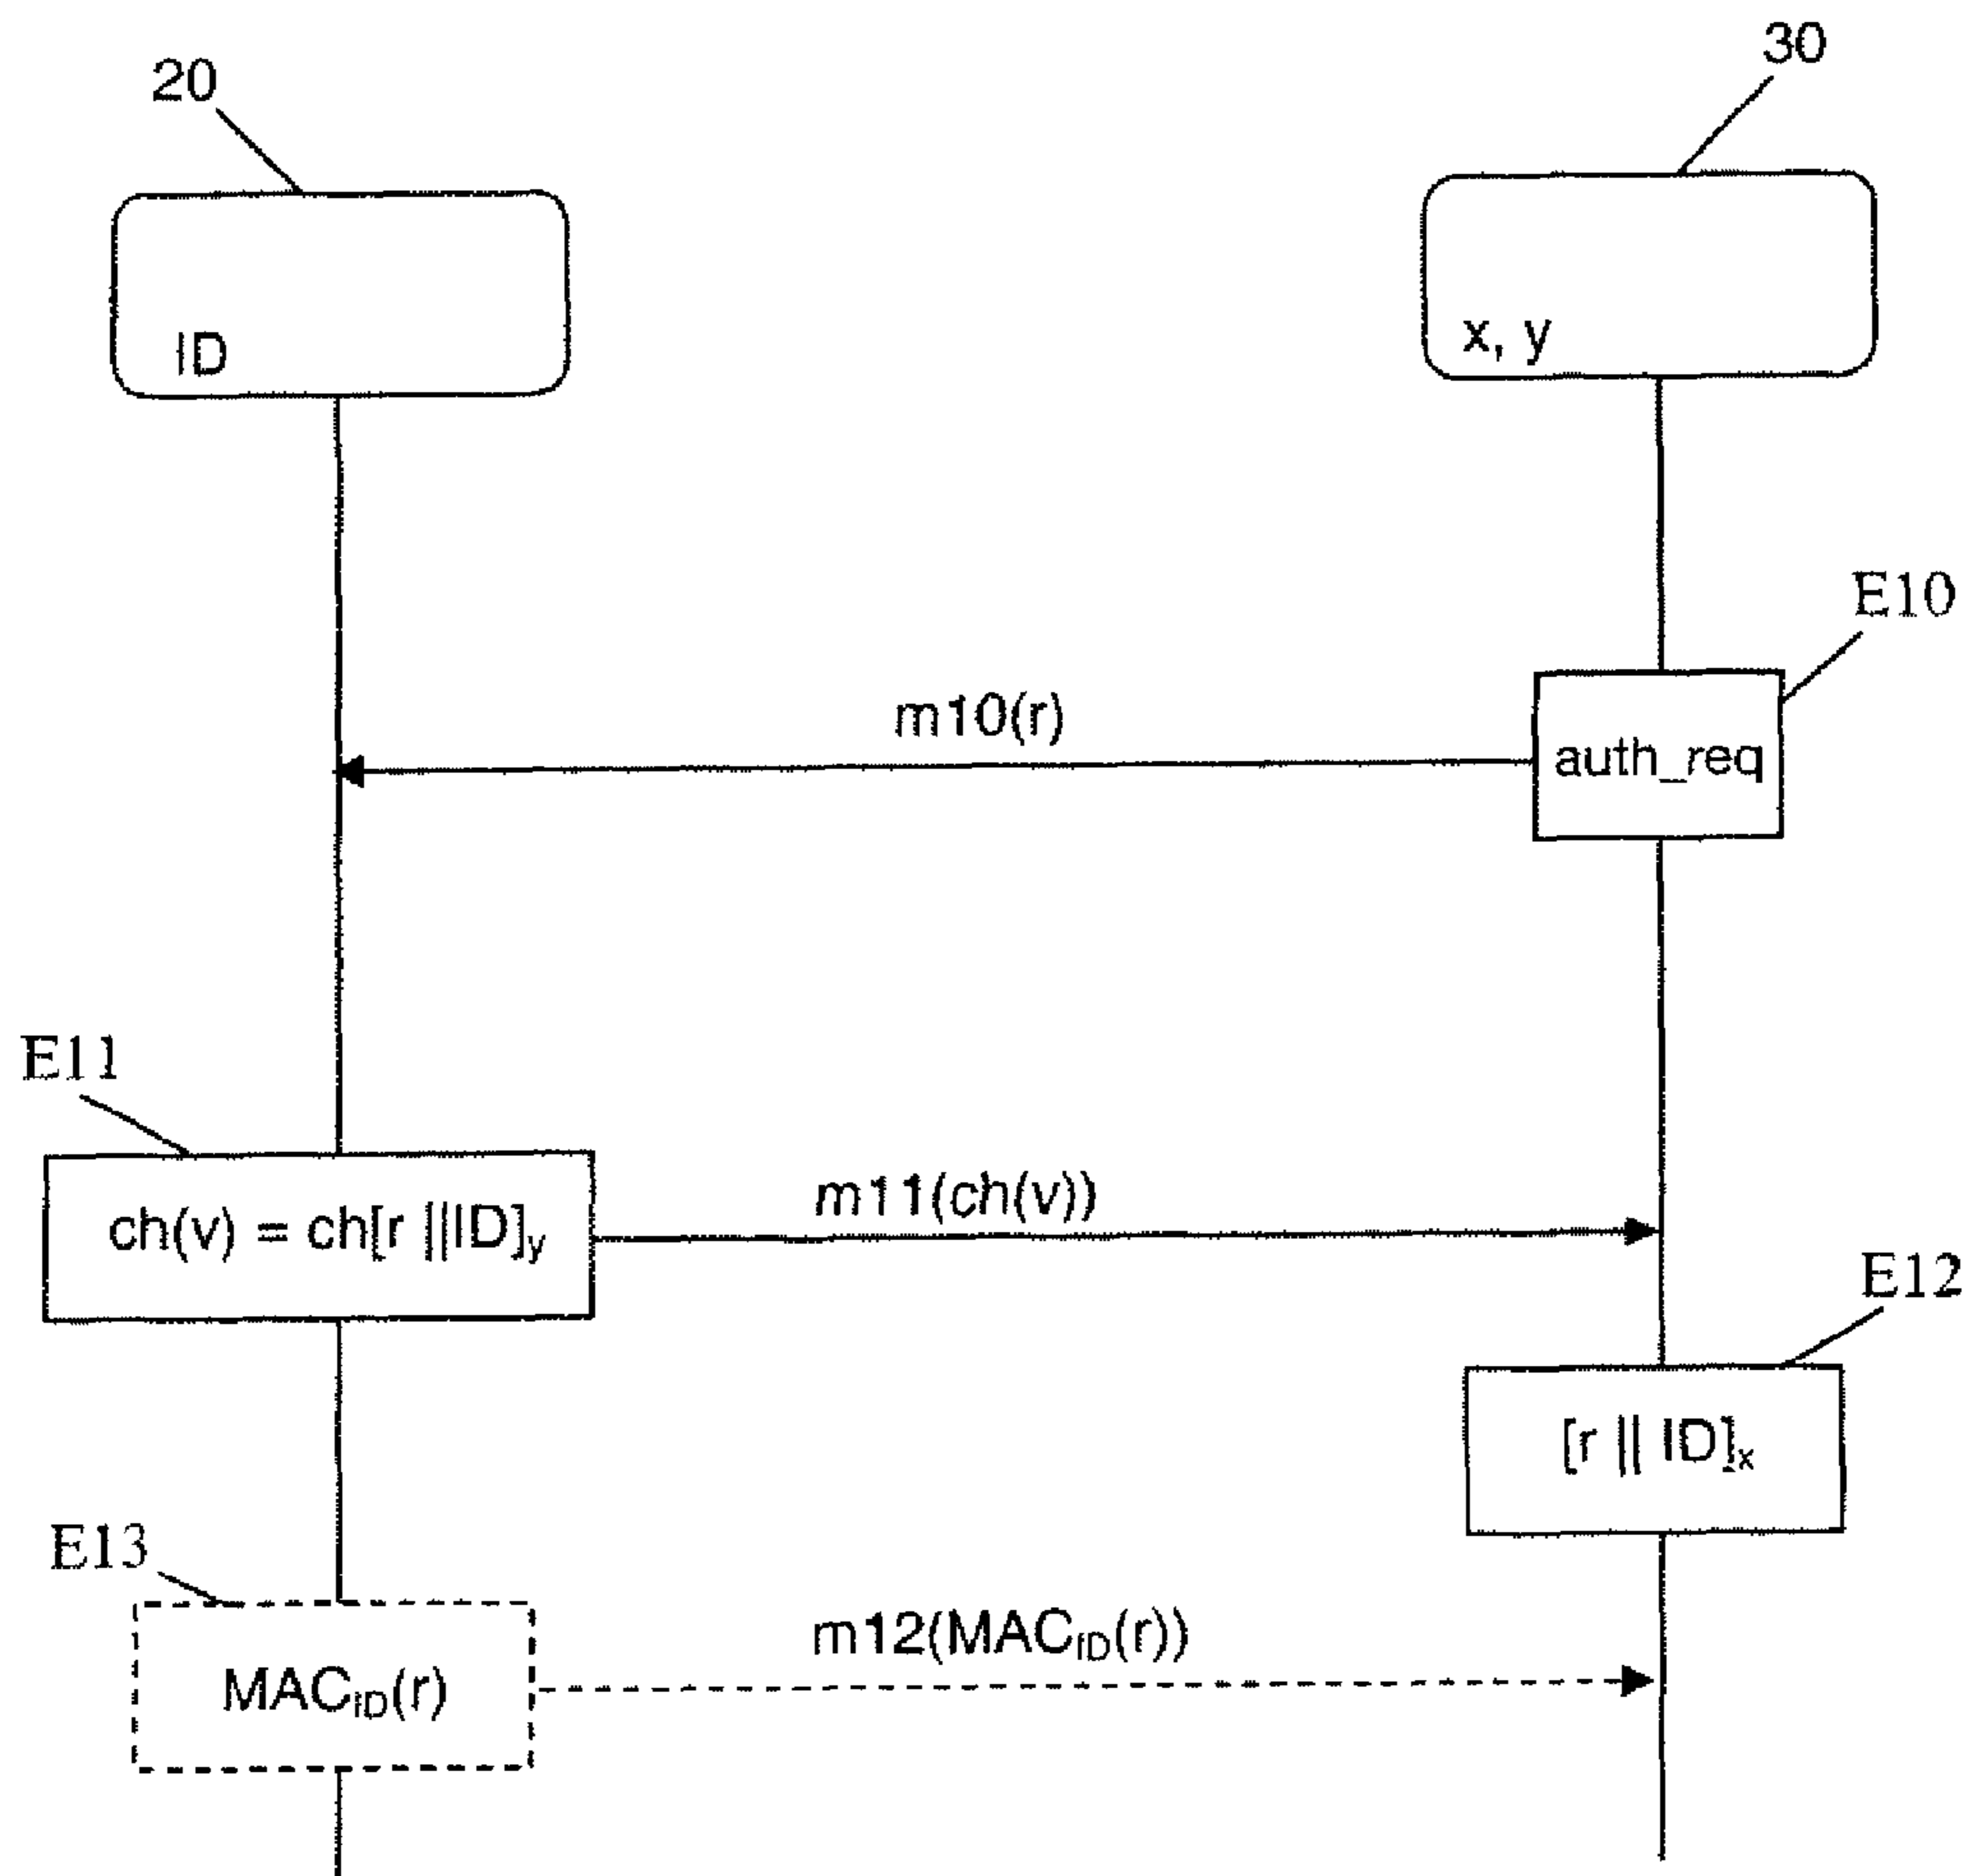 20
30
ID
x, y
E10
m10(r)
auth_req
E11
m11(ch(v))
ch(v) = ch[r ||ID]y
E12
[r || ID]x
E13
m12(MACID(r))
MACID(r)